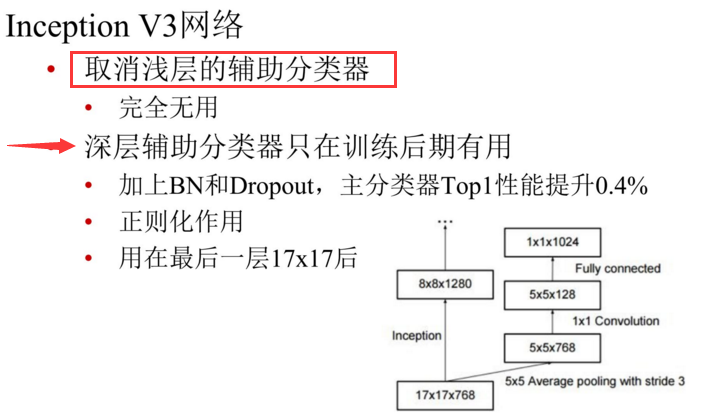 Inception V3网络
• 取消浅层的辅助分类器
• 完全无用
深层辅助分类器只在训练后期有用
• 加上BN和Dropout，主分类器Top1性能提升0.4%
• 正则化作用
• 用在最后一层17x17后
...
1x1x1024
Fully connected
8x8x1280
5x5x128
1x1 Convolution
Inception
5x5x768
5x5 Average pooling with stride 3
17x17x768